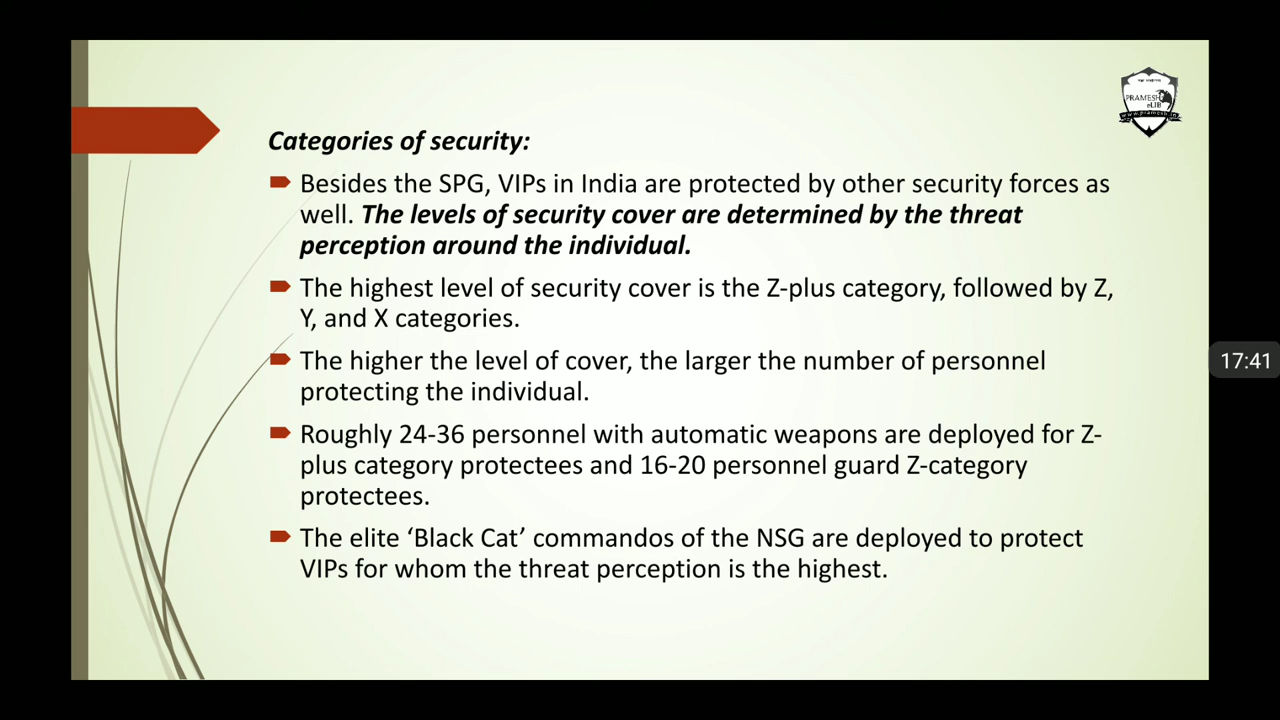 PRAMESH
eLIB
www.pramesh.in
Categories of security:
Besides the SPG, VIPs in India are protected by other security forces as
well. The levels of security cover are determined by the threat
perception around the individual.
The highest level of security cover is the Z-plus category, followed by Z,
Y, and X categories.
The higher the level of cover, the larger the number of personnel
protecting the individual.
17:41
Roughly 24-36 personnel with automatic weapons are deployed for Z-
plus category protectees and 16-20 personnel guard Z-category
protectees.
The elite ‘Black Cat’ commandos of the NSG are deployed to protect
VIPs for whom the threat perception is the highest.